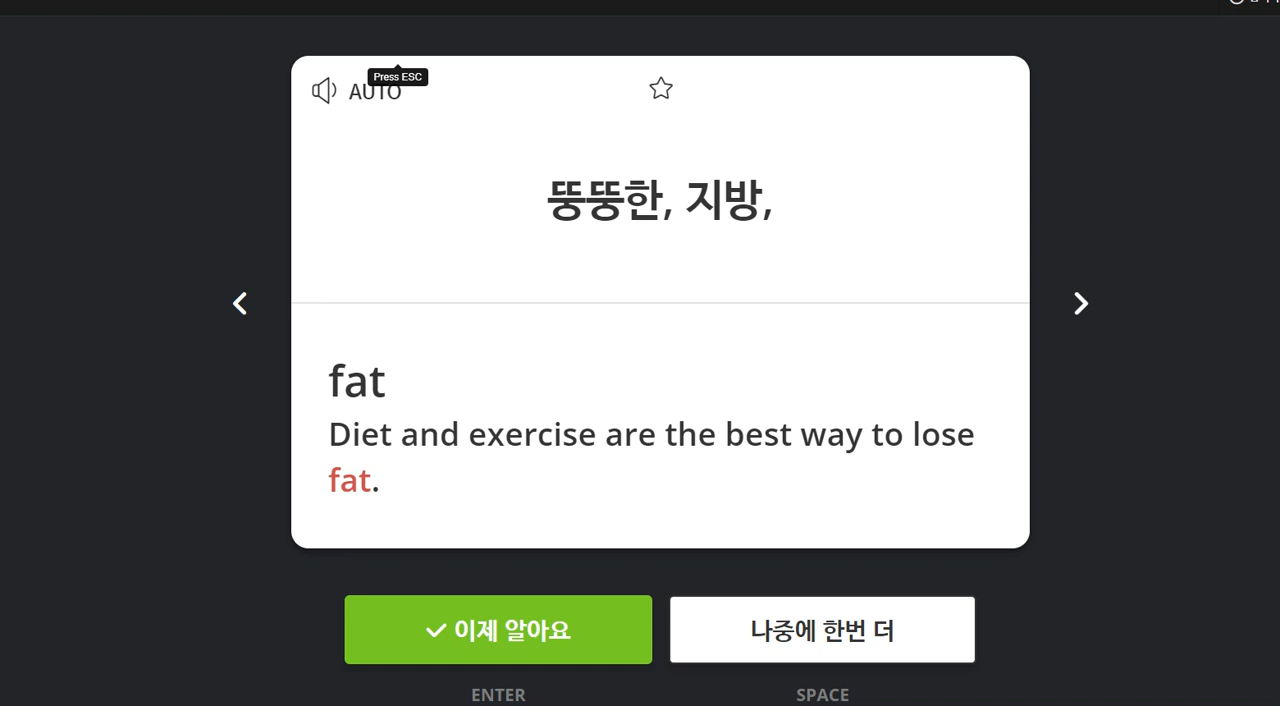 Press ESC
AUTO
뚱뚱한, 지방,
fat
Diet and exercise are the best way to lose
fat.
이제 알아요
나중에 한번 더
ENTER
SPACE